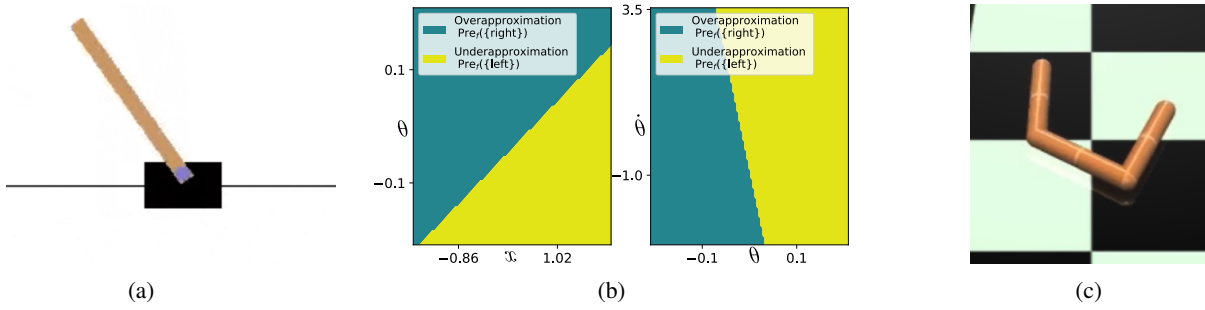 Overapproximation
Pre_f({right})
Underapproximation
Pre_f({left})
0.1
θ
−0.1
−0.86
x
1.02
3.5
Overapproximation
Pre_f({right})
Underapproximation
Pre_f({left})
θ̇
−1.0
−0.1
θ
0.1
(a)
(b)
(c)